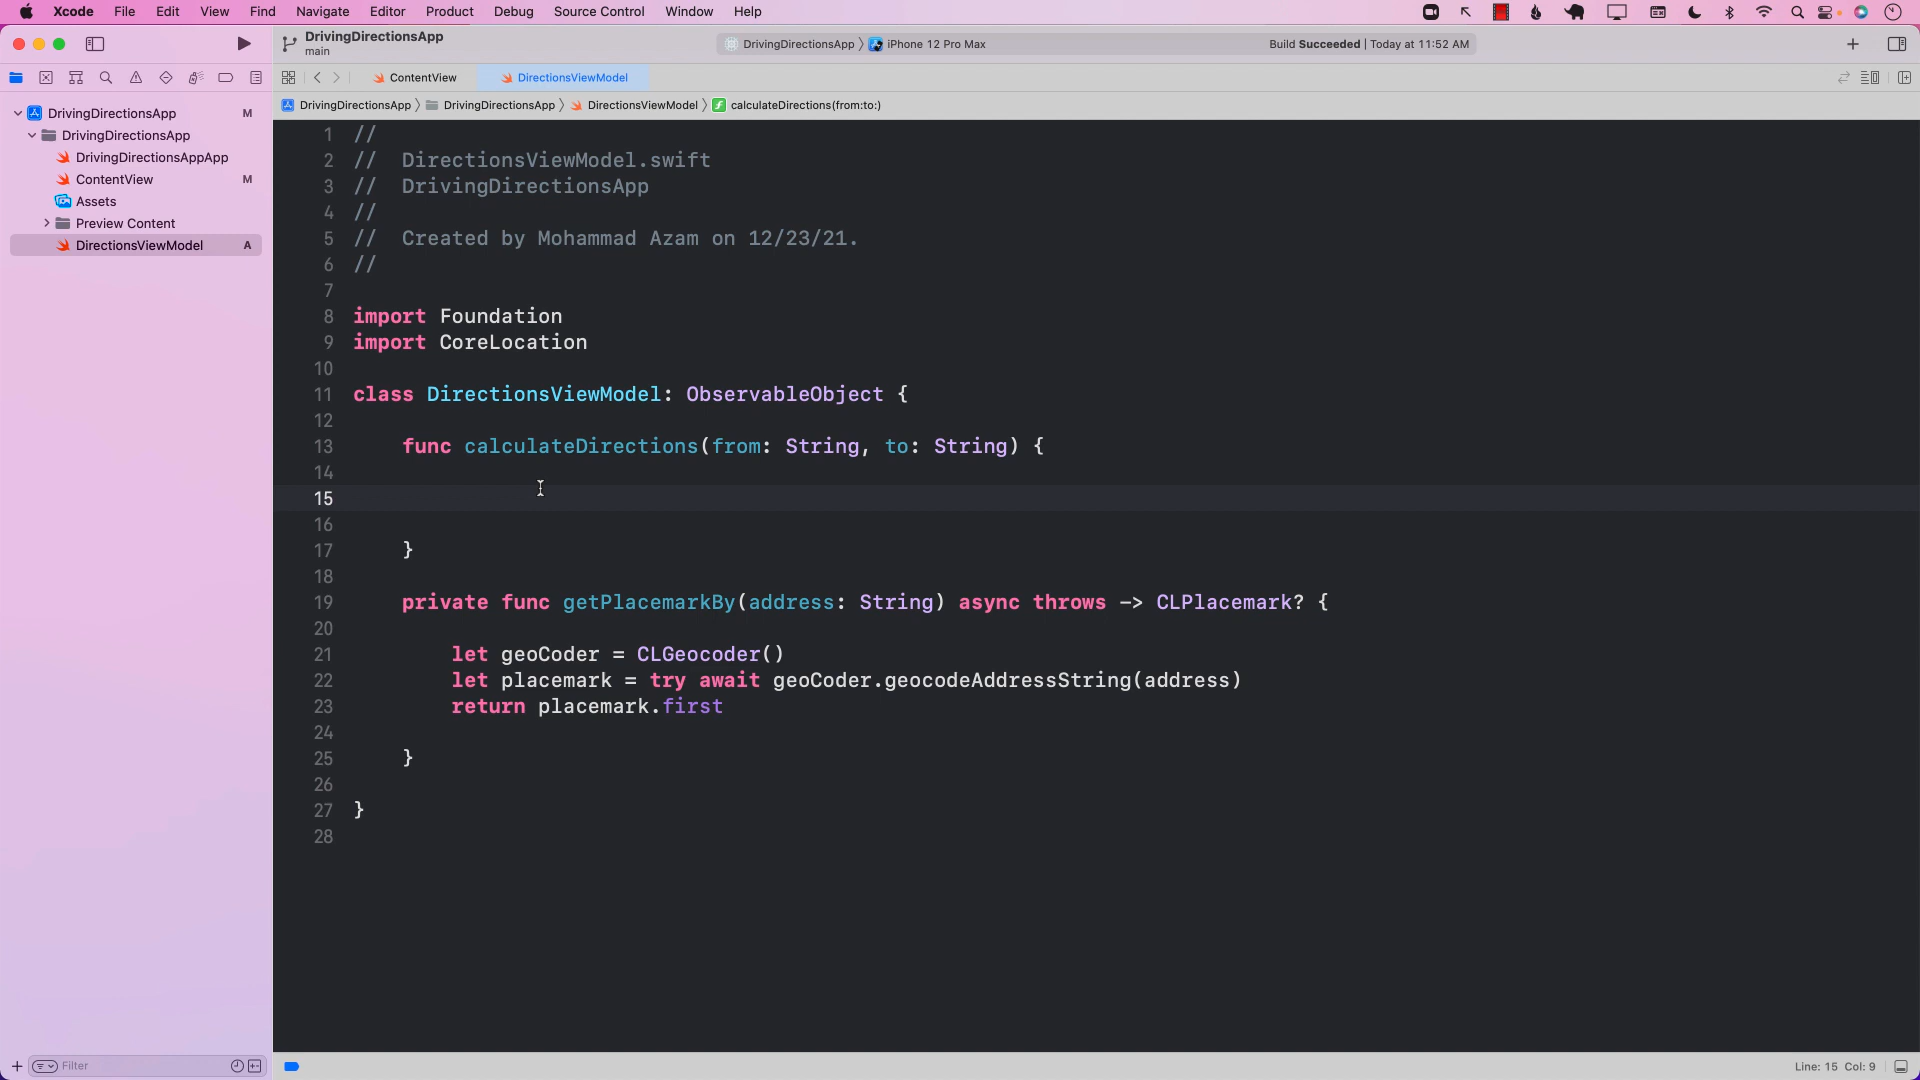 Xcode File Edit View Find Navigate Editor Product Debug Source Control Window Help
DrivingDirectionsApp
main
DrivingDirectionsApp iPhone 12 Pro Max
Build Succeeded | Today at 11:52 AM
ContentView
DirectionsViewModel
DrivingDirectionsApp DrivingDirectionsApp DirectionsViewModel calculateDirections(from:to:)
DrivingDirectionsApp M
DrivingDirectionsApp
DrivingDirectionsAppApp
ContentView M
Assets
Preview Content
DirectionsViewModel A
1 //
2 // DirectionsViewModel.swift
3 // DrivingDirectionsApp
4 //
5 // Created by Mohammad Azam on 12/23/21.
6 //
7
8 import Foundation
9 import CoreLocation
10
11 class DirectionsViewModel: ObservableObject {
12
13 func calculateDirections(from: String, to: String) {
14
15
16
17 }
18
19 private func getPlacemarkBy(address: String) async throws -> CLPlacemark? {
20
21 let geoCoder = CLGeocoder()
22 let placemark = try await geoCoder.geocodeAddressString(address)
23 return placemark.first
24
25 }
26
27 }
28
Filter
Line: 15 Col: 9